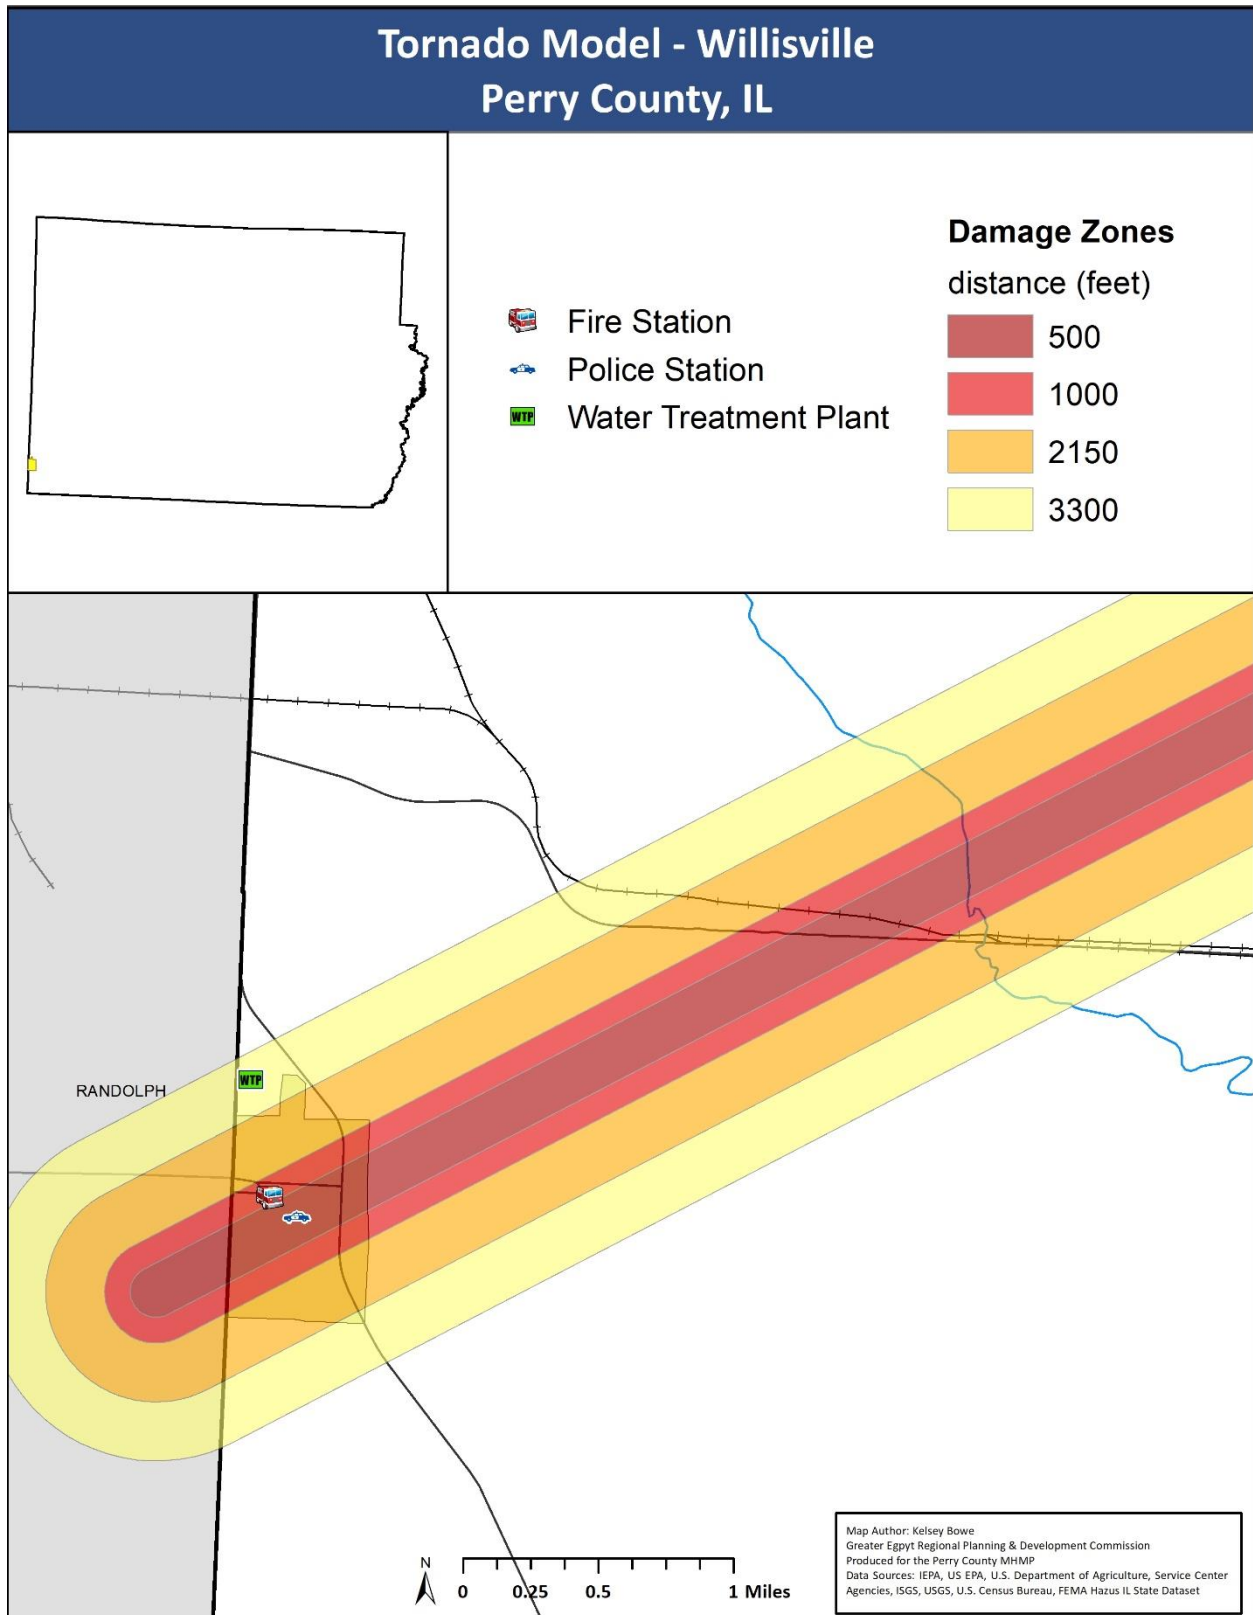 Tornado Model - Willisville
Perry County, IL
Fire Station
Police Station
WTP Water Treatment Plant
Damage Zones
distance (feet)
500
1000
2150
3300
WTP
RANDOLPH
N
0 0.25 0.5 1 Miles
Map Author: Kelsey Bowe
Greater Egpyt Regional Planning & Development Commission
Produced for the Perry County MHMP
Data Sources: IEPA, US EPA, U.S. Department of Agriculture, Service Center
Agencies, ISGS, USGS, U.S. Census Bureau, FEMA Hazus IL State Dataset